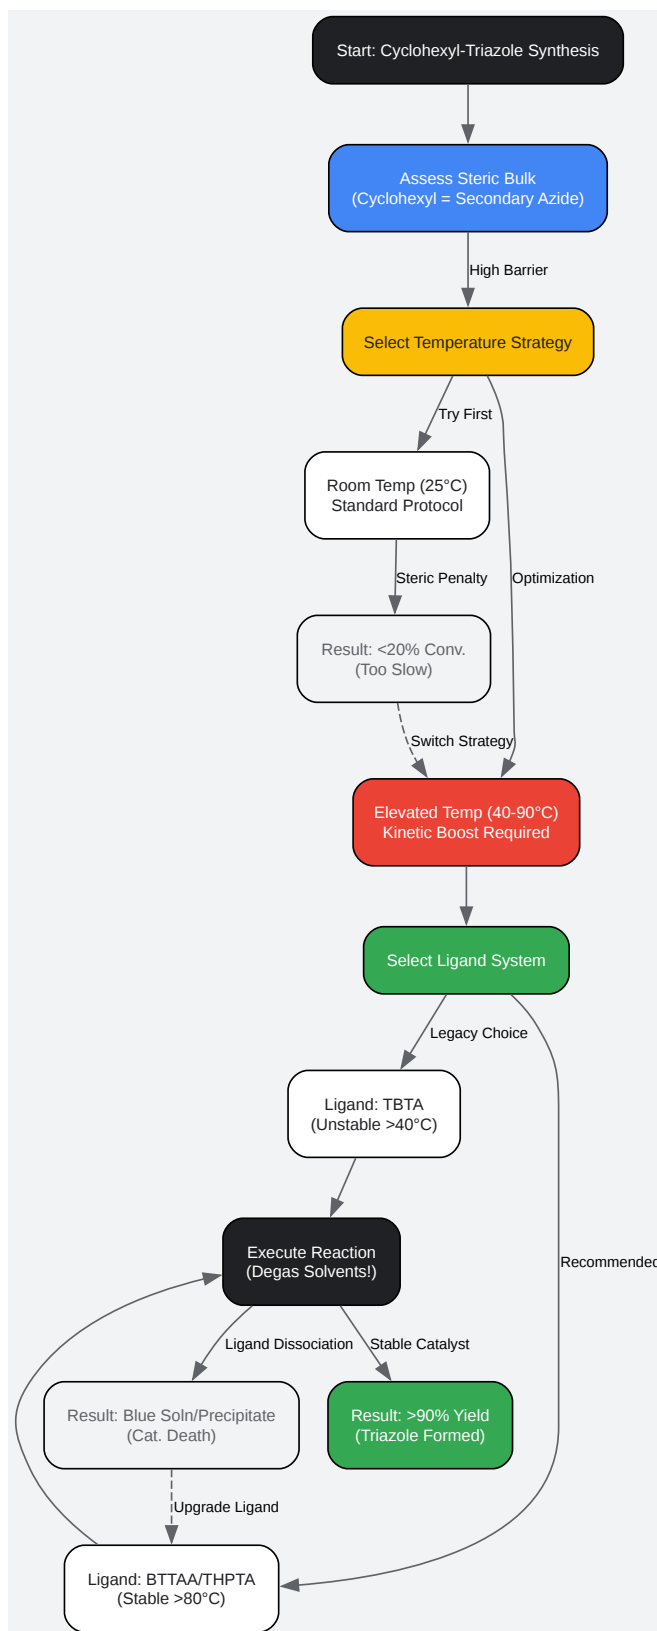 Start: Cyclohexyl-Triazole Synthesis
Assess Steric Bulk
(Cyclohexyl = Secondary Azide)
High Barrier
Select Temperature Strategy
Try First
Room Temp (25°C)
Standard Protocol
Steric Penalty
Optimization
Result: <20% Conv.
(Too Slow)
Switch Strategy
Elevated Temp (40-90°C)
Kinetic Boost Required
Select Ligand System
Legacy Choice
Ligand: TBTA
(Unstable >40°C)
Execute Reaction
(Degas Solvents!)
Recommended
Ligand Dissociation
Stable Catalyst
Result: Blue Soln/Precipitate
(Cat. Death)
Result: >90% Yield
(Triazole Formed)
Upgrade Ligand
Ligand: BTTAA/THPTA
(Stable >80°C)